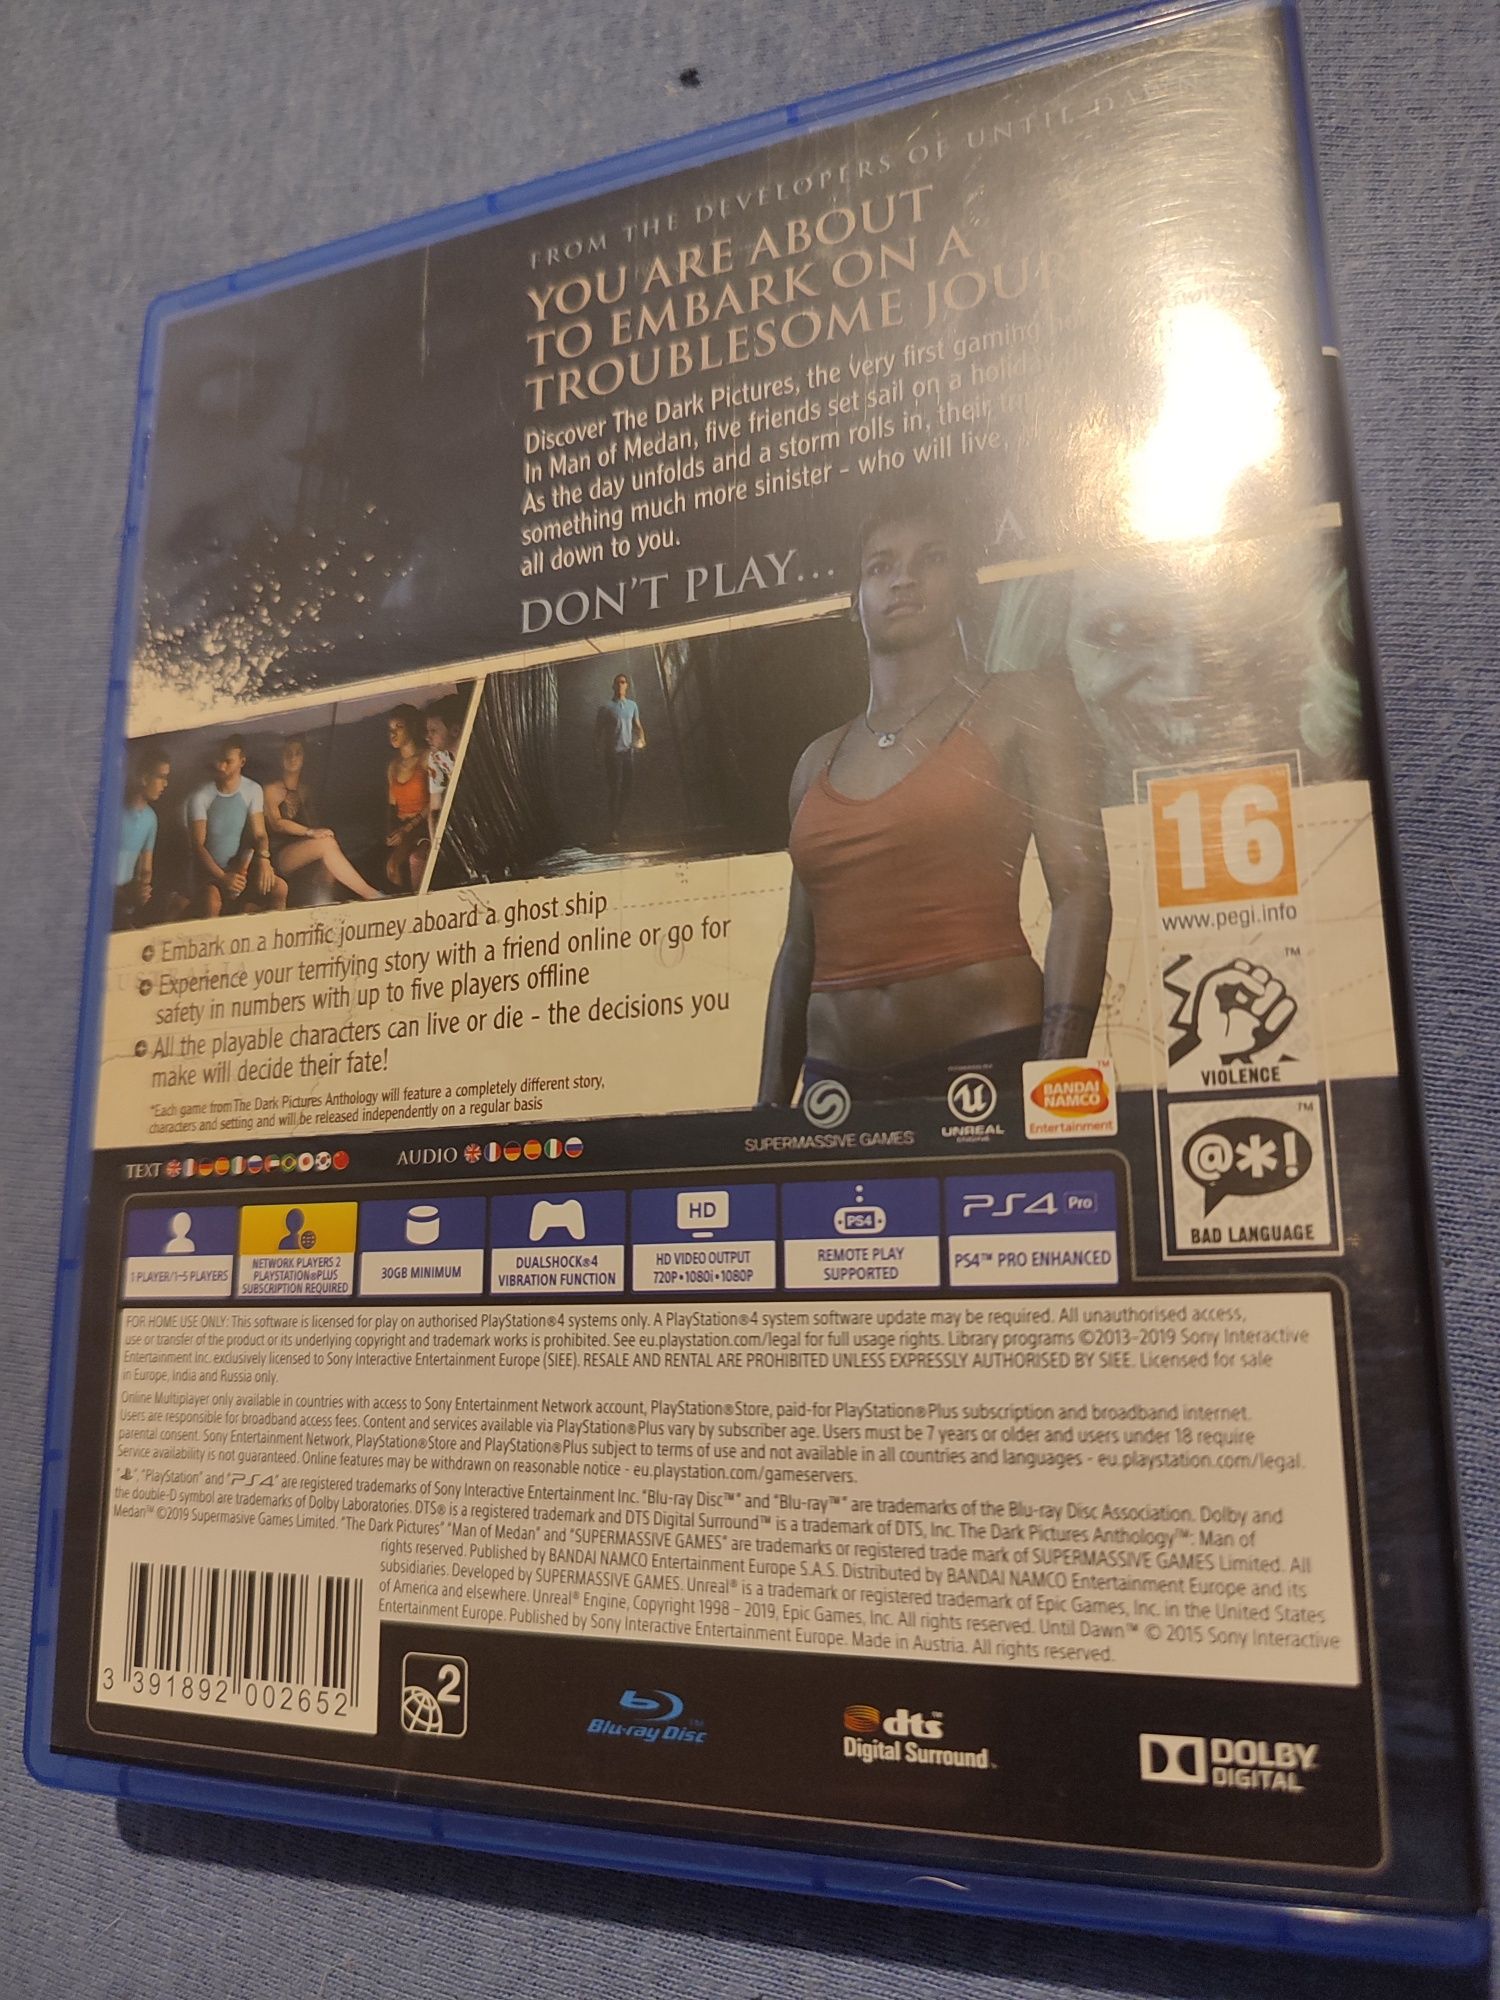 FROM THE DEVELOPERS OF UNTIL DAWN
YOU ARE ABOUT
TO EMBARK ON A
TROUBLESOME
Discover The Dark Pictures, the very first gaming
In Man of Medan, five friends set sail on a
As the day unfolds and a storm rolls in, their
something much more sinister - who will live,
all down to you.
DON'T PLAY... A
Embark on a horrific journey aboard a ghost ship
Experience your terrifying story with a friend online or go for
safety in numbers with up to five players offline
All the playable characters can live or die - the decisions you
make will decide their fate!
*Each game from The Dark Pictures Anthology will feature a completely different story,
characters and setting and will be released independently on a regular basis
16
www.pegi.info
TM
VIOLENCE
TM
@*!
BAD LANGUAGE
SUPERMASSIVE GAMES
UNREAL
ENGINE
BANDAI
NAMCO
Entertainment
TEXT
AUDIO
1 PLAYER/1-5 PLAYERS
NETWORK PLAYERS 2
PLAYSTATION®PLUS
SUBSCRIPTION REQUIRED
30GB MINIMUM
DUALSHOCK®4
VIBRATION FUNCTION
HD
HD VIDEO OUTPUT
720P•1080i•1080P
PS4
REMOTE PLAY
SUPPORTED
PS4 Pro
PS4™ PRO ENHANCED
FOR HOME USE ONLY: This software is licensed for play on authorised PlayStation®4 systems only. A PlayStation®4 system software update may be required. All unauthorised access,
use or transfer of the product or its underlying copyright and trademark works is prohibited. See eu.playstation.com/legal for full usage rights. Library programs ©2013-2019 Sony Interactive
Entertainment Inc. exclusively licensed to Sony Interactive Entertainment Europe (SIEE). RESALE AND RENTAL ARE PROHIBITED UNLESS EXPRESSLY AUTHORISED BY SIEE. Licensed for sale
in Europe, India and Russia only.
Online Multiplayer only available in countries with access to Sony Entertainment Network account, PlayStation®Store, paid-for PlayStation®Plus subscription and broadband internet.
Users are responsible for broadband access fees. Content and services available via PlayStation®Plus vary by subscriber age. Users must be 7 years or older and users under 18 require
parental consent. Sony Entertainment Network, PlayStation®Store and PlayStation®Plus subject to terms of use and not available in all countries and languages - eu.playstation.com/legal.
Service availability is not guaranteed. Online features may be withdrawn on reasonable notice - eu.playstation.com/gameservers.
"", "PlayStation" and "PS4" are registered trademarks of Sony Interactive Entertainment Inc. "Blu-ray Disc™" and "Blu-ray™" are trademarks of the Blu-ray Disc Association. Dolby and
the double-D symbol are trademarks of Dolby Laboratories. DTS® is a registered trademark and DTS Digital Surround™ is a trademark of DTS, Inc. The Dark Pictures Anthology™: Man of
Medan™ ©2019 Supermasive Games Limited. "The Dark Pictures" "Man of Medan" and "SUPERMASSIVE GAMES" are trademarks or registered trade mark of SUPERMASSIVE GAMES Limited. All
rights reserved. Published by BANDAI NAMCO Entertainment Europe S.A.S. Distributed by BANDAI NAMCO Entertainment Europe and its
subsidiaries. Developed by SUPERMASSIVE GAMES. Unreal® is a trademark or registered trademark of Epic Games, Inc. in the United States
of America and elsewhere. Unreal® Engine, Copyright 1998 - 2019, Epic Games, Inc. All rights reserved. Until Dawn™ © 2015 Sony Interactive
Entertainment Europe. Published by Sony Interactive Entertainment Europe. Made in Austria. All rights reserved.
3 391892 002652
2
Blu-ray Disc
dts
Digital Surround
DOLBY
DIGITAL